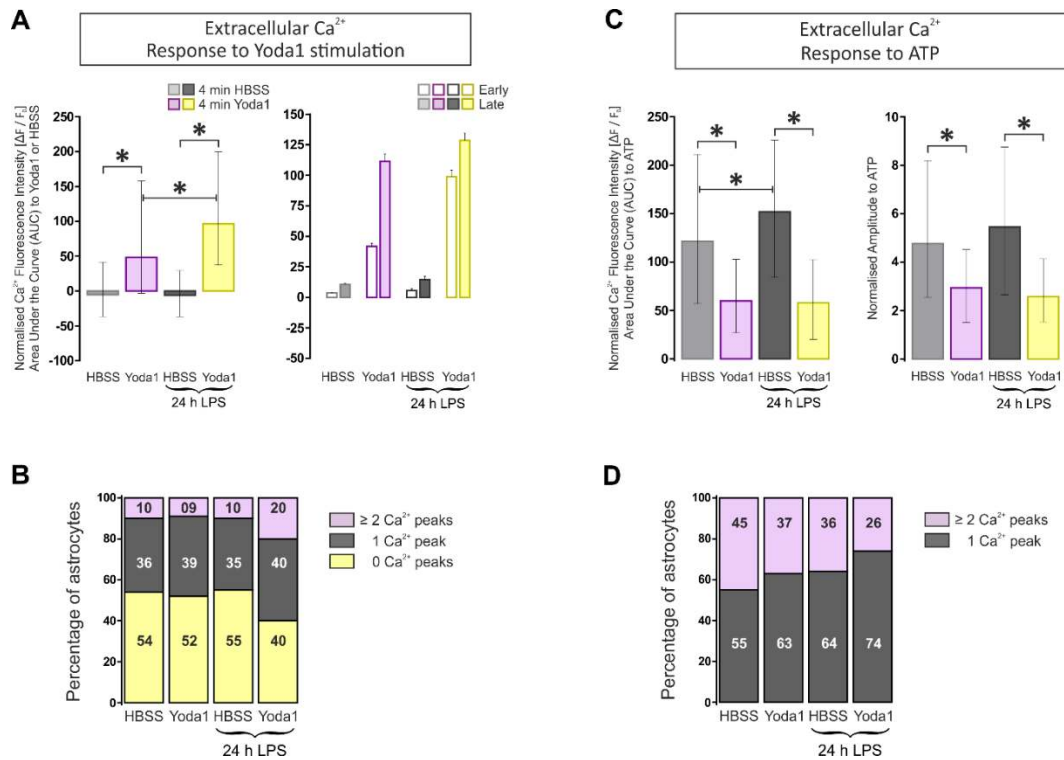 A
Extracellular Ca²⁺
Response to Yoda1 stimulation
Normalised Ca²⁺ Fluorescence Intensity [ΔF / F₀]
Area Under the Curve (AUC) to Yoda1 or HBSS
4 min HBSS
4 min Yoda1
250
200
150
100
50
0
-50
-100
*
*
*
HBSS Yoda1 HBSS Yoda1
24 h LPS
Early
Late
150
125
100
75
50
25
0
-25
-50
HBSS Yoda1 HBSS Yoda1
24 h LPS
C
Extracellular Ca²⁺
Response to ATP
Normalised Ca²⁺ Fluorescence Intensity [ΔF / F₀]
Area Under the Curve (AUC) to ATP
250
200
150
100
50
0
*
*
*
HBSS Yoda1 HBSS Yoda1
24 h LPS
Normalised Amplitude to ATP
10
8
6
4
2
0
*
*
HBSS Yoda1 HBSS Yoda1
24 h LPS
B
Percentage of astrocytes
100
80
60
40
20
0
10 09 10 20
36 39 35 40
54 52 55 40
HBSS Yoda1 HBSS Yoda1
24 h LPS
≥ 2 Ca²⁺ peaks
1 Ca²⁺ peak
0 Ca²⁺ peaks
D
Percentage of astrocytes
100
80
60
40
20
0
45 37 36 26
55 63 64 74
HBSS Yoda1 HBSS Yoda1
24 h LPS
≥ 2 Ca²⁺ peaks
1 Ca²⁺ peak